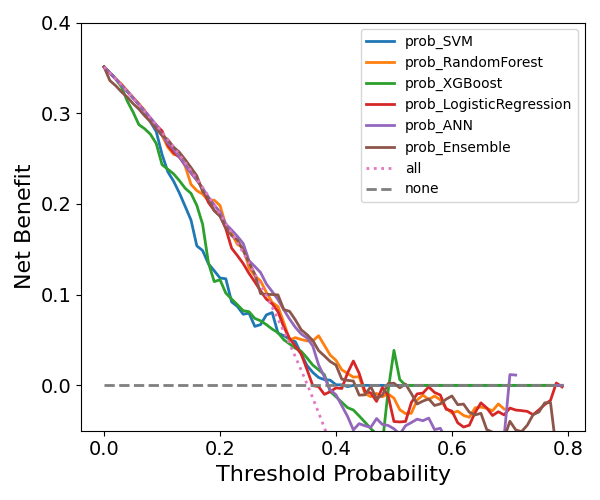 0.4
0.3
0.2
0.1
0.0
Net Benefit
prob_SVM
prob_RandomForest
prob_XGBoost
prob_LogisticRegression
prob_ANN
prob_Ensemble
all
none
0.0 0.2 0.4 0.6 0.8
Threshold Probability